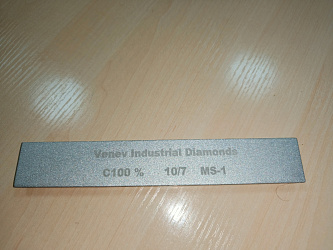 Venev Industrial Diamonds
C100 % 10/7 MS-1